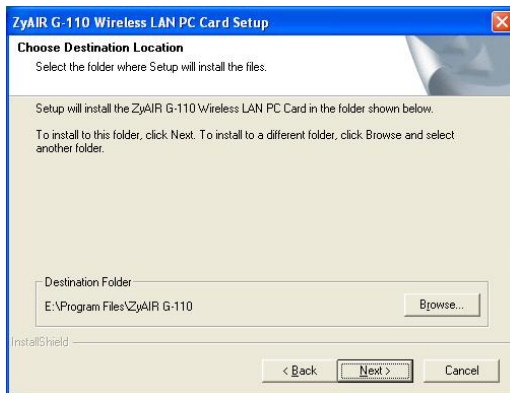 ZyAIR G-110 Wireless LAN PC Card Setup
Choose Destination Location
Select the folder where Setup will install the files.
Setup will install the ZyAIR G-110 Wireless LAN PC Card in the folder shown below.
To install to this folder, click Next. To install to a different folder, click Browse and select
another folder.
Destination Folder
E:\Program Files\ZyAIR G-110
Browse...
InstallShield
< Back
Next >
Cancel